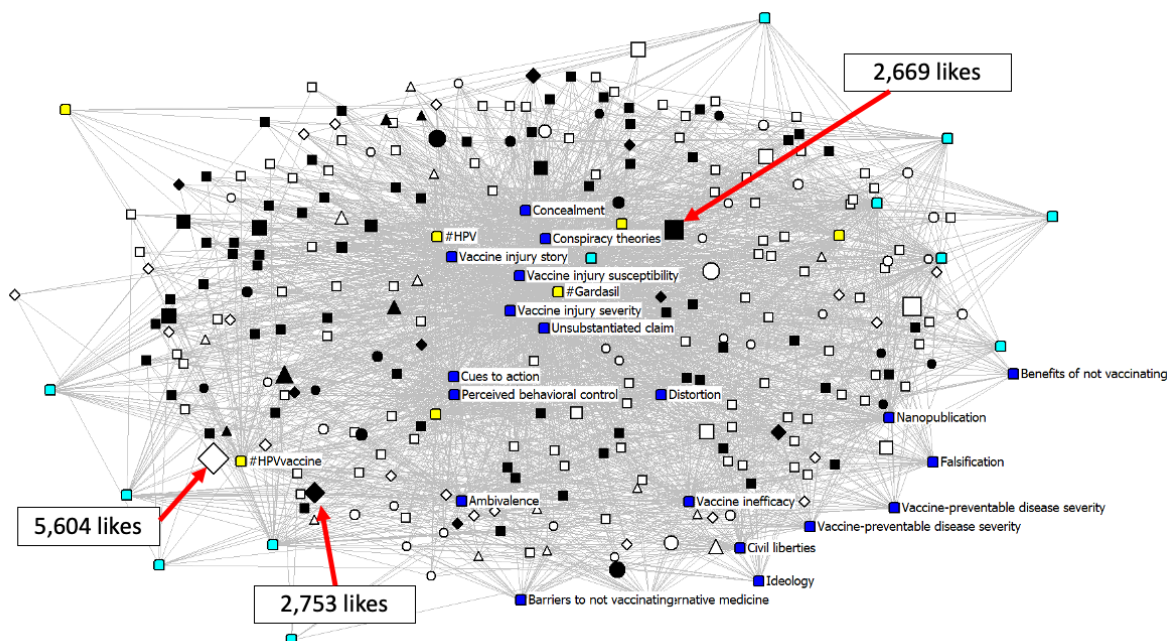 2,669 likes
Concealment
#HPV
Conspiracy theories
Vaccine injury story
Vaccine injury susceptibility
#Gardasil
Vaccine injury severity
Unsubstantiated claim
Benefits of not vaccinating
Cues to action
Perceived behavioral control
Distortion
Nanopublication
#HPVvaccine
Falsification
Ambivalence
Vaccine inefficacy
Vaccine-preventable disease severity
5,604 likes
Vaccine-preventable disease severity
Civil liberties
Ideology
2,753 likes
Barriers to not vaccinating
rnative medicine